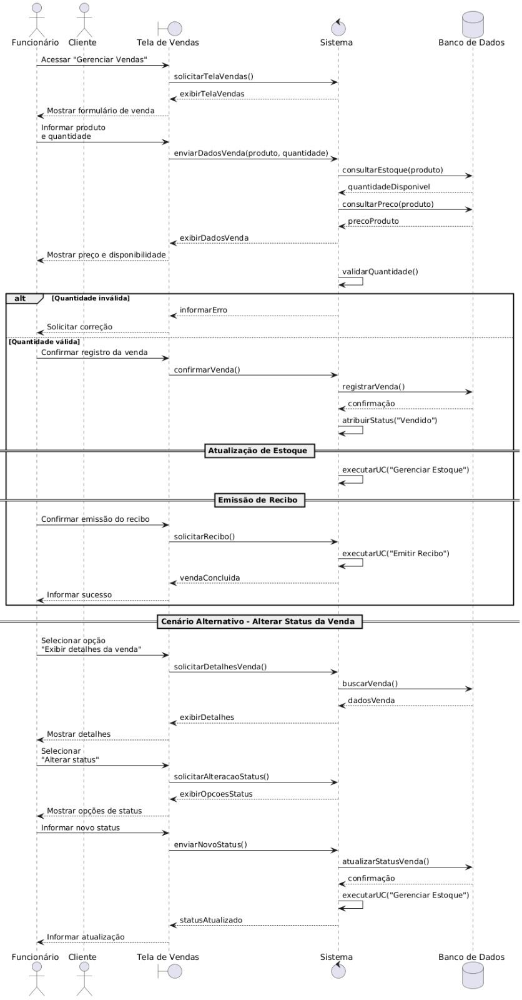 Funcionário
Cliente
Tela de Vendas
Sistema
Banco de Dados
Acessar "Gerenciar Vendas"
solicitarTelaVendas()
exibirTelaVendas
Mostrar formulário de venda
Informar produto
e quantidade
enviarDadosVenda(produto, quantidade)
consultarEstoque(produto)
quantidadeDisponivel
consultarPreco(produto)
precoProduto
exibirDadosVenda
Mostrar preço e disponibilidade
validarQuantidade()
alt [Quantidade inválida]
informarErro
Solicitar correção
[Quantidade válida]
Confirmar registro da venda
confirmarVenda()
registrarVenda()
confirmação
atribuirStatus("Vendido")
Atualização de Estoque
executarUC("Gerenciar Estoque")
Emissão de Recibo
Confirmar emissão do recibo
solicitarRecibo()
executarUC("Emitir Recibo")
vendaConcluida
Informar sucesso
Cenário Alternativo - Alterar Status da Venda
Selecionar opção
"Exibir detalhes da venda"
solicitarDetalhesVenda()
buscarVenda()
dadosVenda
exibirDetalhes
Mostrar detalhes
Selecionar
"Alterar status"
solicitarAlteracaoStatus()
exibirOpcoesStatus
Mostrar opções de status
Informar novo status
enviarNovoStatus()
atualizarStatusVenda()
confirmação
executarUC("Gerenciar Estoque")
statusAtualizado
Informar atualização
Funcionário
Cliente
Tela de Vendas
Sistema
Banco de Dados